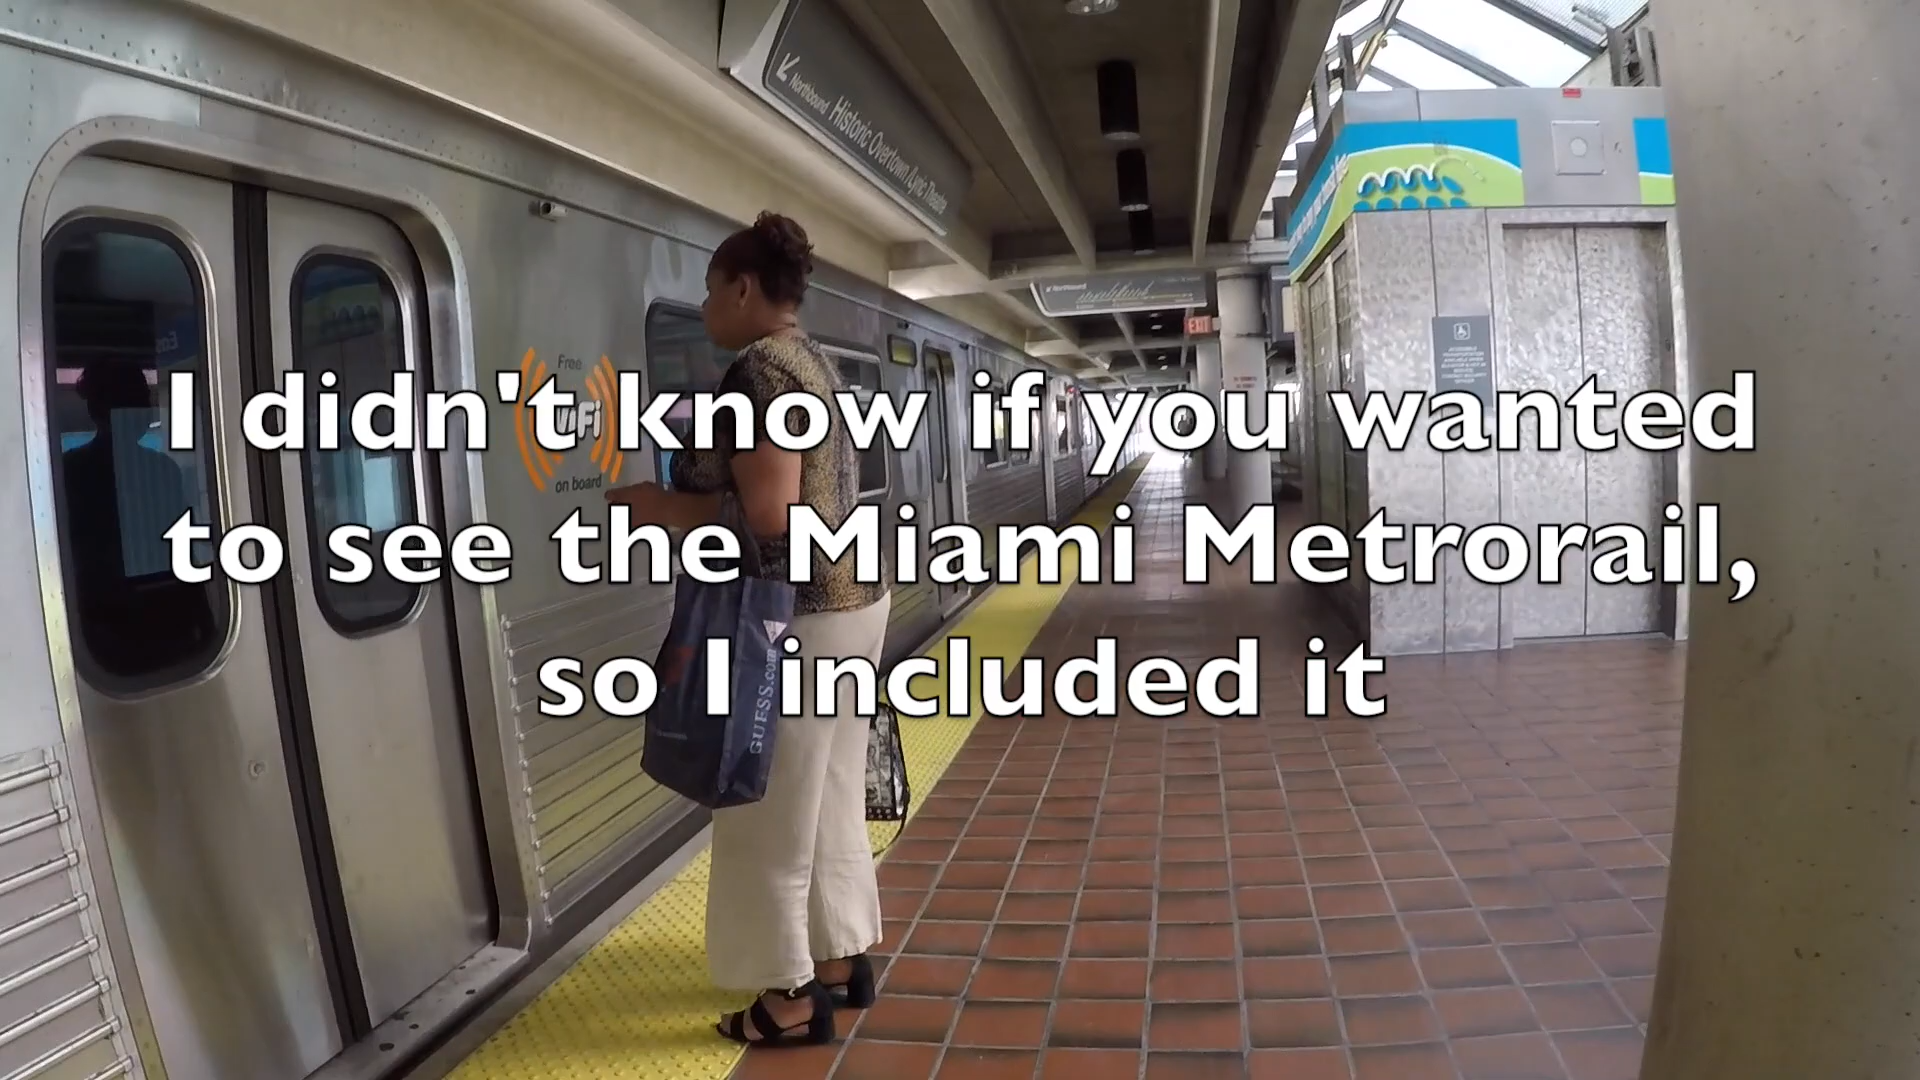 Northbound Historic Overtown/Lyric Theatre
Northbound
EXIT
Free
WiFi
on board
I didn't know if you wanted
to see the Miami Metrorail,
so I included it
GUESS.com